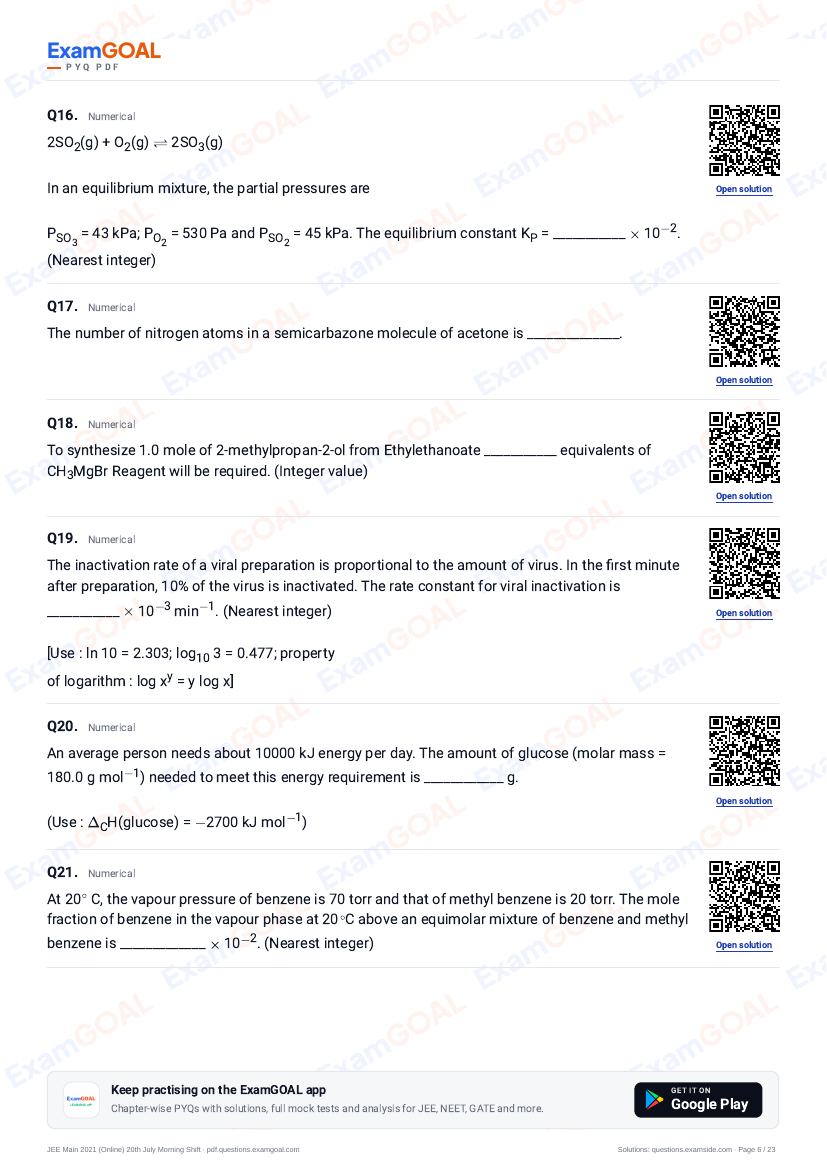 ExamGOAL
PYQ PDF
Q16. Numerical
2SO₂(g) + O₂(g) ⇌ 2SO₃(g)
Open solution
In an equilibrium mixture, the partial pressures are
P_SO₃ = 43 kPa; P_O₂ = 530 Pa and P_SO₂ = 45 kPa. The equilibrium constant K_P = ___________ × 10⁻².
(Nearest integer)
Q17. Numerical
The number of nitrogen atoms in a semicarbazone molecule of acetone is ______________.
Open solution
Q18. Numerical
To synthesize 1.0 mole of 2-methylpropan-2-ol from Ethylethanoate ___________ equivalents of
CH₃MgBr Reagent will be required. (Integer value)
Open solution
Q19. Numerical
The inactivation rate of a viral preparation is proportional to the amount of virus. In the first minute
after preparation, 10% of the virus is inactivated. The rate constant for viral inactivation is
___________ × 10⁻³ min⁻¹. (Nearest integer)
Open solution
[Use : ln 10 = 2.303; log₁₀ 3 = 0.477; property
of logarithm : log xʸ = y log x]
Q20. Numerical
An average person needs about 10000 kJ energy per day. The amount of glucose (molar mass =
180.0 g mol⁻¹) needed to meet this energy requirement is ____________ g.
Open solution
(Use : Δ_CH(glucose) = −2700 kJ mol⁻¹)
Q21. Numerical
At 20° C, the vapour pressure of benzene is 70 torr and that of methyl benzene is 20 torr. The mole
fraction of benzene in the vapour phase at 20°C above an equimolar mixture of benzene and methyl
benzene is _____________ × 10⁻². (Nearest integer)
Open solution
Keep practising on the ExamGOAL app
Chapter-wise PYQs with solutions, full mock tests and analysis for JEE, NEET, GATE and more.
ExamGOAL
GET IT ON
Google Play
JEE Main 2021 (Online) 20th July Morning Shift · pdf.questions.examgoal.com
Solutions: questions.examside.com · Page 6 / 23